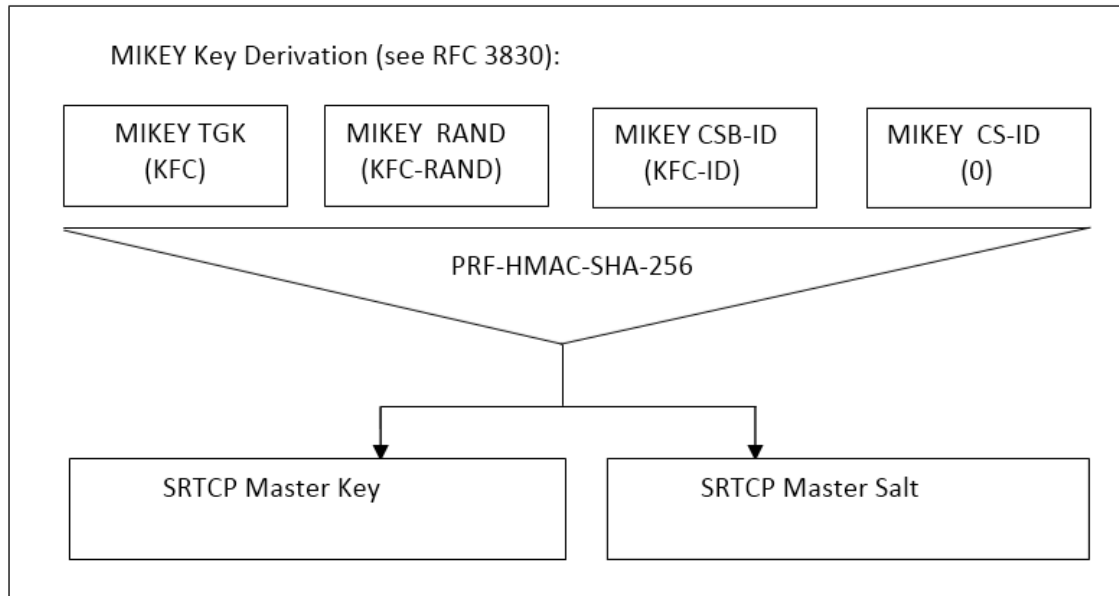 MIKEY Key Derivation (see RFC 3830):
MIKEY TGK
(KFC)
MIKEY RAND
(KFC-RAND)
MIKEY CSB-ID
(KFC-ID)
MIKEY CS-ID
(0)
PRF-HMAC-SHA-256
SRTCP Master Key
SRTCP Master Salt